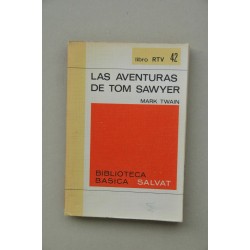 libro RTV 42
LAS AVENTURAS
DE TOM SAWYER
MARK TWAIN
BIBLIOTECA
BASICA SALVAT